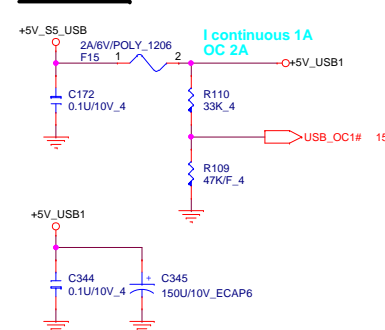 +5V_S5_USB
2A/6V/POLY_1206
F15 1 2
I continuous 1A
OC 2A
+5V_USB1
C172
0.1U/10V_4
R110
33K_4
USB_OC1# 15
R109
47K/F_4
+5V_USB1
C344
0.1U/10V_4
+
C345
150U/10V_ECAP6